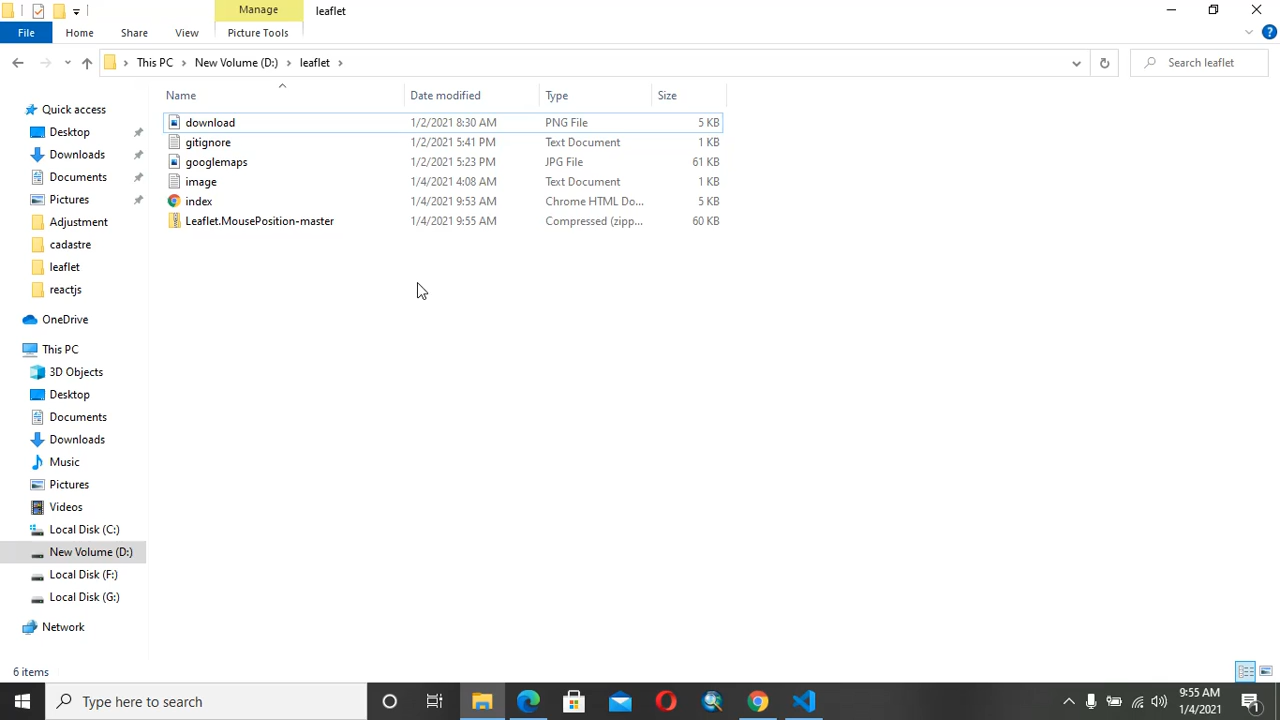 Manage
leaflet
File
Home
Share
View
Picture Tools
This PC
New Volume (D:)
leaflet
Search leaflet
Name
Date modified
Type
Size
download 1/2/2021 8:30 AM PNG File 5 KB
gitignore 1/2/2021 5:41 PM Text Document 1 KB
googlemaps 1/2/2021 5:23 PM JPG File 61 KB
image 1/4/2021 4:08 AM Text Document 1 KB
index 1/4/2021 9:53 AM Chrome HTML Do... 5 KB
Leaflet.MousePosition-master 1/4/2021 9:55 AM Compressed (zipp... 60 KB
Quick access
Desktop
Downloads
Documents
Pictures
Adjustment
cadastre
leaflet
reactjs
OneDrive
This PC
3D Objects
Desktop
Documents
Downloads
Music
Pictures
Videos
Local Disk (C:)
New Volume (D:)
Local Disk (F:)
Local Disk (G:)
Network
6 items
Type here to search
9:55 AM
1/4/2021
1